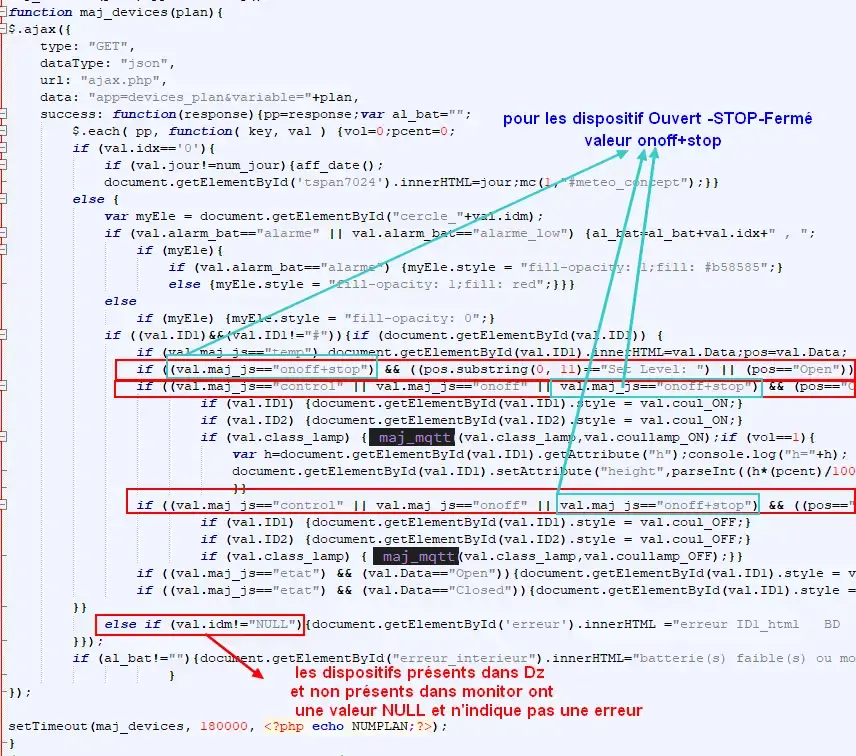 function maj_devices(plan){
$.ajax({
type: "GET",
dataType: "json",
url: "ajax.php",
data: "app=devices_plan&variable="+plan,
success: function(response){pp=response;var al_bat="";
$.each( pp, function( key, val ) {vol=0;pcent=0;
pour les dispositif Ouvert -STOP-Fermé
valeur onoff+stop
if (val.idx=='0'){
if (val.jour!=num_jour){aff_date();
document.getElementById('tspan7024').innerHTML=jour;mc(1,"#meteo_concept");}}
else {
var myEle = document.getElementById("cercle_"+val.idm);
if (val.alarm_bat=="alarme" || val.alarm_bat=="alarme_low") {al_bat=al_bat+val.idx+" , ";
if (myEle){
if (val.alarm_bat=="alarme") {myEle.style = "fill-opacity: 1;fill: #b58585";}
else {myEle.style = "fill-opacity: 1;fill: red";}}}
else
if (myEle) {myEle.style = "fill-opacity: 0";}
if ((val.ID1)&&(val.ID1!="#")){if (document.getElementById(val.ID1)) {
if (val.maj_js=="temp") document.getElementById(val.ID1).innerHTML=val.Data;pos=val.Data;
if ((val.maj_js=="onoff+stop") && ((pos.substring(0, 11)=="Set Level: ") || (pos=="Open"))
if ((val.maj_js=="control" || val.maj_js=="onoff" || val.maj_js=="onoff+stop") && (pos=="
if (val.ID1) {document.getElementById(val.ID1).style = val.coul_ON;}
if (val.ID2) {document.getElementById(val.ID2).style = val.coul_ON;}
if (val.class_lamp) { maj_mqtt(val.class_lamp,val.coullamp_ON);if (vol==1){
var h=document.getElementById(val.ID1).getAttribute("h");console.log("h="+h);
document.getElementById(val.ID1).setAttribute("height",parseInt((h*(pcent)/100
}}
if ((val.maj_js=="control" || val.maj_js=="onoff" || val.maj_js=="onoff+stop") && ((pos=="
if (val.ID1) {document.getElementById(val.ID1).style = val.coul_OFF;}
if (val.ID2) {document.getElementById(val.ID2).style = val.coul_OFF;}
if (val.class_lamp) { maj_mqtt(val.class_lamp,val.coullamp_OFF);}}
if ((val.maj_js=="etat") && (val.Data=="Open")){document.getElementById(val.ID1).style = v
if ((val.maj_js=="etat") && (val.Data=="Closed")){document.getElementById(val.ID1).style =
}}
else if (val.idm!="NULL"){document.getElementById('erreur').innerHTML ="erreur ID1_html BD
}});
if (al_bat!=""){document.getElementById("erreur_interieur").innerHTML="batterie(s) faible(s) ou mo
}
les dispositifs présents dans Dz
et non présents dans monitor ont
une valeur NULL et n'indique pas une erreur
});
setTimeout(maj_devices, 180000, <?php echo NUMPLAN;?>);
}